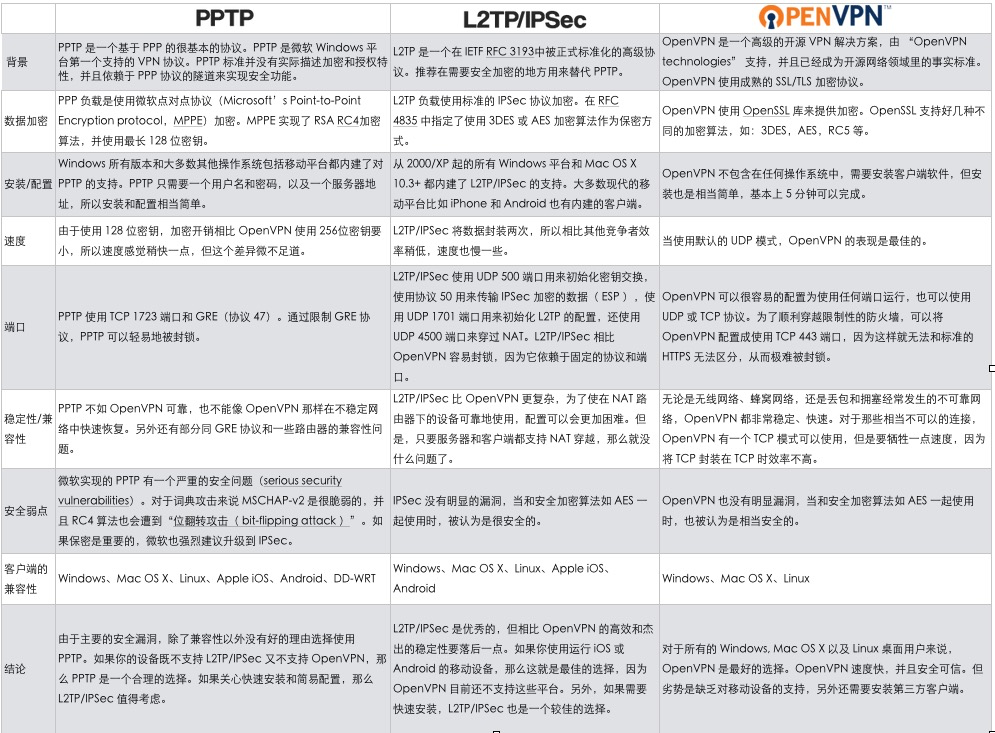 PPTP
L2TP/IPSec
OPENVPN™
背景
PPTP 是一个基于 PPP 的很基本的协议。PPTP 是微软 Windows 平
台第一个支持的 VPN 协议。PPTP 标准并没有实际描述加密和授权特
性，并且依赖于 PPP 协议的隧道来实现安全功能。
L2TP 是一个在 IETF RFC 3193中被正式标准化的高级协
议。推荐在需要安全加密的地方用来替代 PPTP。
OpenVPN 是一个高级的开源 VPN 解决方案，由 “OpenVPN
technologies” 支持，并且已经成为开源网络领域里的事实标准。
OpenVPN 使用成熟的 SSL/TLS 加密协议。
数据加密
PPP 负载是使用微软点对点协议（Microsoft’s Point-to-Point
Encryption protocol，MPPE）加密。MPPE 实现了 RSA RC4加密
算法，并使用最长 128 位密钥。
L2TP 负载使用标准的 IPSec 协议加密。在 RFC
4835 中指定了使用 3DES 或 AES 加密算法作为保密方
式。
OpenVPN 使用 OpenSSL 库来提供加密。OpenSSL 支持好几种不
同的加密算法，如：3DES，AES，RC5 等。
安装/配置
Windows 所有版本和大多数其他操作系统包括移动平台都内建了对
PPTP 的支持。PPTP 只需要一个用户名和密码，以及一个服务器地
址，所以安装和配置相当简单。
从 2000/XP 起的所有 Windows 平台和 Mac OS X
10.3+ 都内建了 L2TP/IPSec 的支持。大多数现代的移
动平台比如 iPhone 和 Android 也有内建的客户端。
OpenVPN 不包含在任何操作系统中，需要安装客户端软件，但安
装也是相当简单，基本上 5 分钟可以完成。
速度
由于使用 128 位密钥，加密开销相比 OpenVPN 使用 256位密钥要
小，所以速度感觉稍快一点，但这个差异微不足道。
L2TP/IPSec 将数据封装两次，所以相比其他竞争者效
率稍低，速度也慢一些。
当使用默认的 UDP 模式，OpenVPN 的表现是最佳的。
端口
PPTP 使用 TCP 1723 端口和 GRE（协议 47）。通过限制 GRE 协
议，PPTP 可以轻易地被封锁。
L2TP/IPSec 使用 UDP 500 端口用来初始化密钥交换，
使用协议 50 用来传输 IPSec 加密的数据（ ESP ），使
用 UDP 1701 端口用来初始化 L2TP 的配置，还使用
UDP 4500 端口来穿过 NAT。L2TP/IPSec 相比
OpenVPN 容易封锁，因为它依赖于固定的协议和端
口。
OpenVPN 可以很容易的配置为使用任何端口运行，也可以使用
UDP 或 TCP 协议。为了顺利穿越限制性的防火墙，可以将
OpenVPN 配置成使用 TCP 443 端口，因为这样就无法和标准的
HTTPS 无法区分，从而极难被封锁。
稳定性/兼
容性
PPTP 不如 OpenVPN 可靠，也不能像 OpenVPN 那样在不稳定网
络中快速恢复。另外还有部分同 GRE 协议和一些路由器的兼容性问
题。
L2TP/IPSec 比 OpenVPN 更复杂，为了使在 NAT 路
由器下的设备可靠地使用，配置可以会更加困难。但
是，只要服务器和客户端都支持 NAT 穿越，那么就没
什么问题了。
无论是无线网络、蜂窝网络，还是丢包和拥塞经常发生的不可靠网
络，OpenVPN 都非常稳定、快速。对于那些相当不可以的连接，
OpenVPN 有一个 TCP 模式可以使用，但是要牺牲一点速度，因为
将 TCP 封装在 TCP 时效率不高。
安全弱点
微软实现的 PPTP 有一个严重的安全问题（serious security
vulnerabilities）。对于词典攻击来说 MSCHAP-v2 是很脆弱的，并
且 RC4 算法也会遭到“位翻转攻击（ bit-flipping attack ）”。如
果保密是重要的，微软也强烈建议升级到 IPSec。
IPSec 没有明显的漏洞，当和安全加密算法如 AES 一
起使用时，被认为是很安全的。
OpenVPN 也没有明显漏洞，当和安全加密算法如 AES 一起使用
时，也被认为是相当安全的。
客户端的
兼容性
Windows、Mac OS X、Linux、Apple iOS、Android、DD-WRT
Windows、Mac OS X、Linux、Apple iOS、
Android
Windows、Mac OS X、Linux
结论
由于主要的安全漏洞，除了兼容性以外没有好的理由选择使用
PPTP。如果你的设备既不支持 L2TP/IPSec 又不支持 OpenVPN，那
么 PPTP 是一个合理的选择。如果关心快速安装和简易配置，那么
L2TP/IPSec 值得考虑。
L2TP/IPSec 是优秀的，但相比 OpenVPN 的高效和杰
出的稳定性要落后一点。如果你使用运行 iOS 或
Android 的移动设备，那么这就是最佳的选择，因为
OpenVPN 目前还不支持这些平台。另外，如果需要
快速安装，L2TP/IPSec 也是一个较佳的选择。
对于所有的 Windows, Mac OS X 以及 Linux 桌面用户来说，
OpenVPN 是最好的选择。OpenVPN 速度快，并且安全可信。但
劣势是缺乏对移动设备的支持，另外还需要安装第三方客户端。